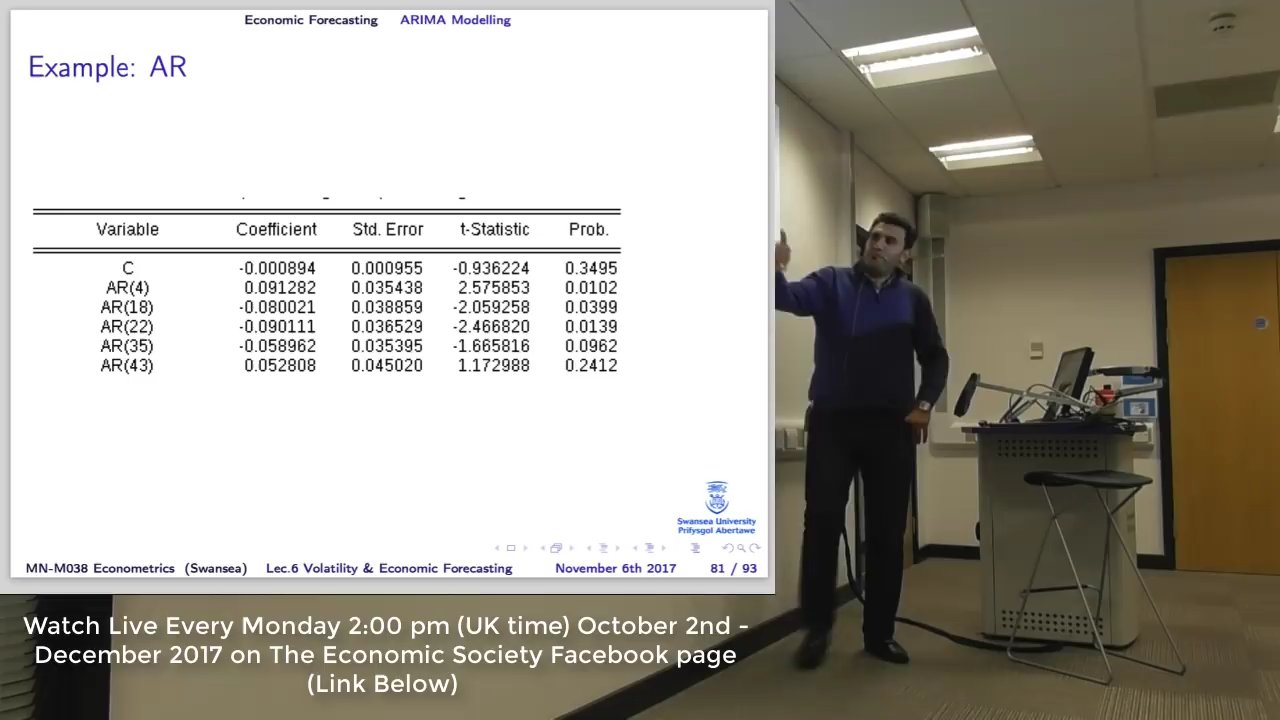 Economic Forecasting ARIMA Modelling
Example: AR
Variable Coefficient Std. Error t-Statistic Prob.
C -0.000894 0.000955 -0.936224 0.3495
AR(4) 0.091282 0.035438 2.575853 0.0102
AR(18) -0.080021 0.038859 -2.059258 0.0399
AR(22) -0.090111 0.036529 -2.466820 0.0139
AR(35) -0.058962 0.035395 -1.665816 0.0962
AR(43) 0.052808 0.045020 1.172988 0.2412
Swansea University
Prifysgol Abertawe
MN-M038 Econometrics (Swansea) Lec.6 Volatility & Economic Forecasting November 6th 2017 81 / 93
Watch Live Every Monday 2:00 pm (UK time) October 2nd -
December 2017 on The Economic Society Facebook page
(Link Below)